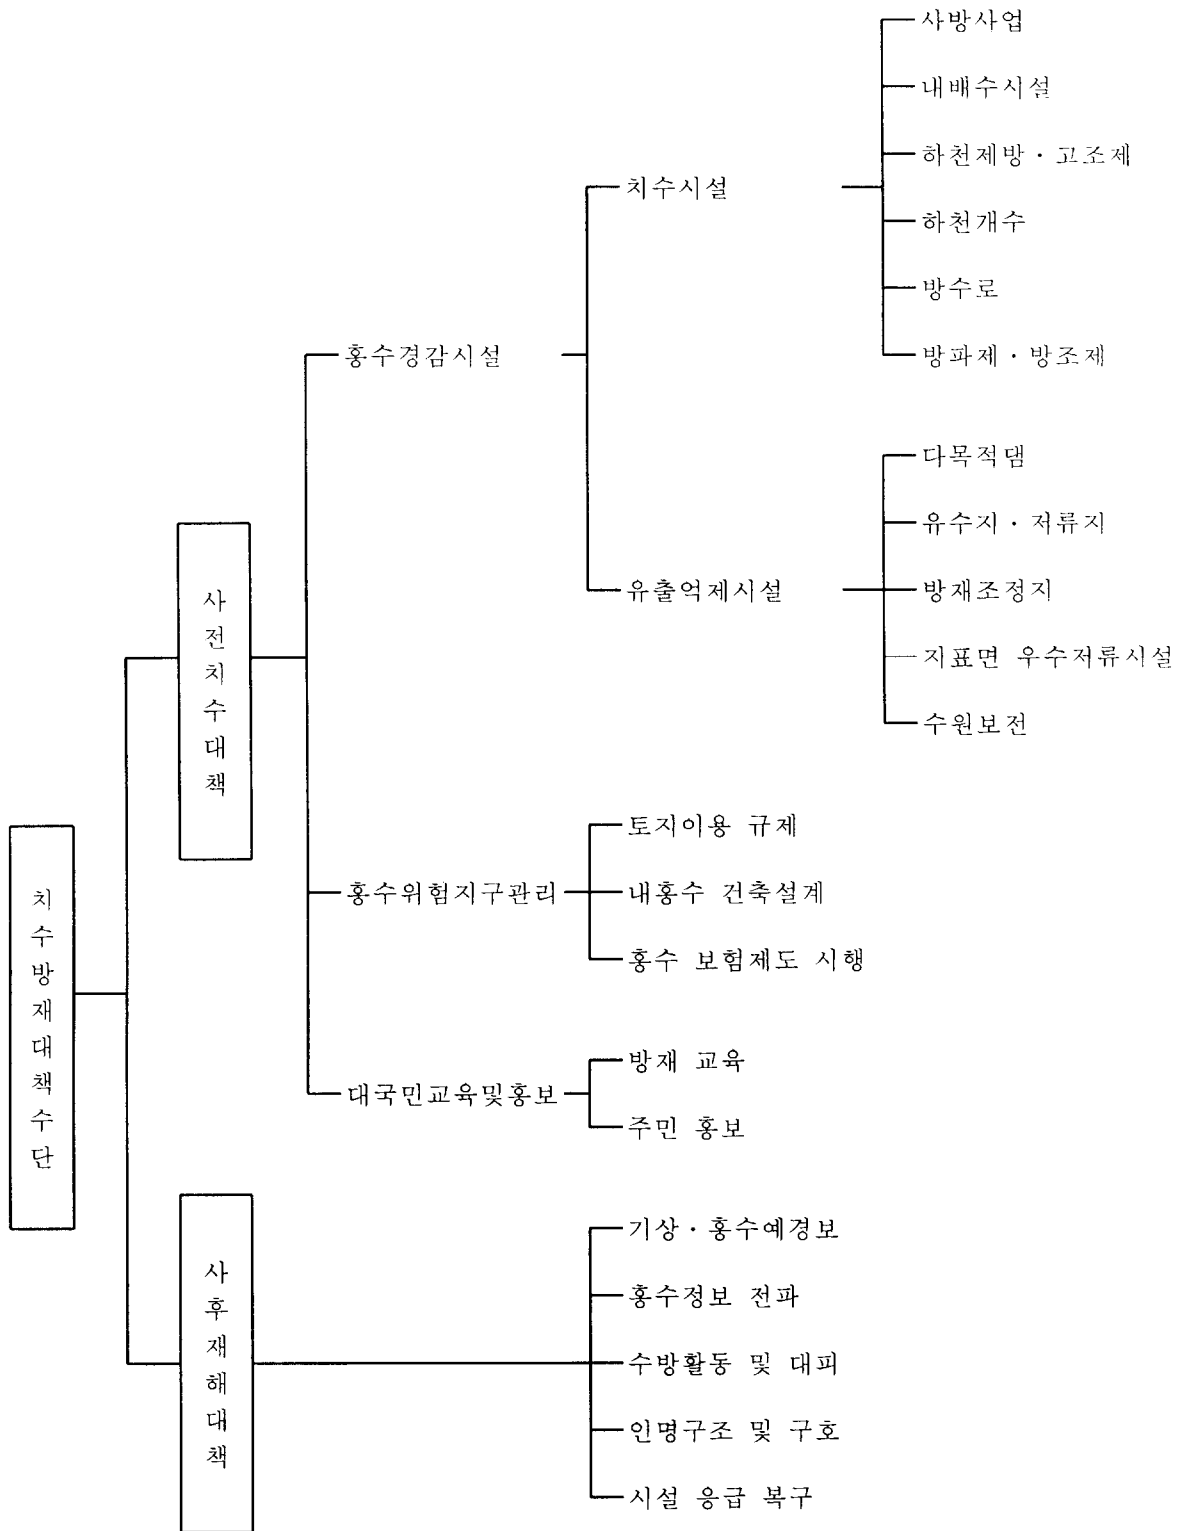 치수방재대책수단
사전치수대책
홍수경감시설
치수시설
사방사업
내배수시설
하천제방·고조제
하천개수
방수로
방파제·방조제
유출억제시설
다목적댐
유수지·저류지
방재조정지
지표면 우수저류시설
수원보전
홍수위험지구관리
토지이용 규제
내홍수 건축설계
홍수 보험제도 시행
대국민교육및홍보
방재 교육
주민 홍보
사후재해대책
기상·홍수예경보
홍수정보 전파
수방활동 및 대피
인명구조 및 구호
시설 응급 복구